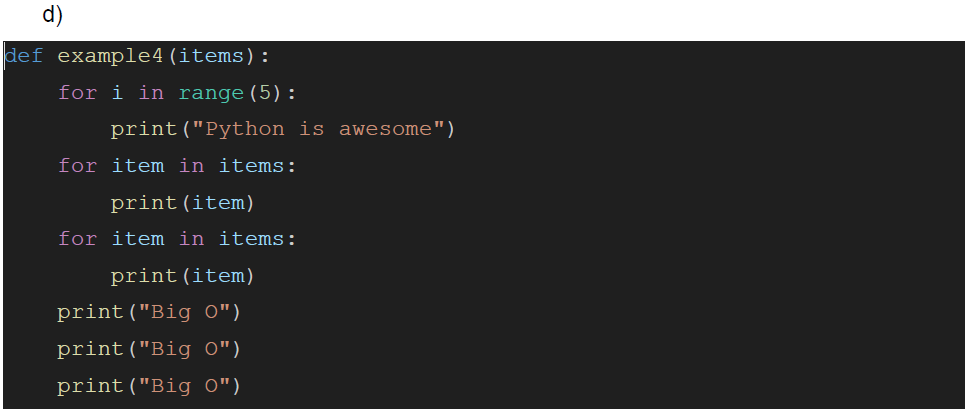 d)
def example4(items):
    for i in range(5):
        print("Python is awesome")
    for item in items:
        print(item)
    for item in items:
        print(item)
    print("Big O")
    print("Big O")
    print("Big O")